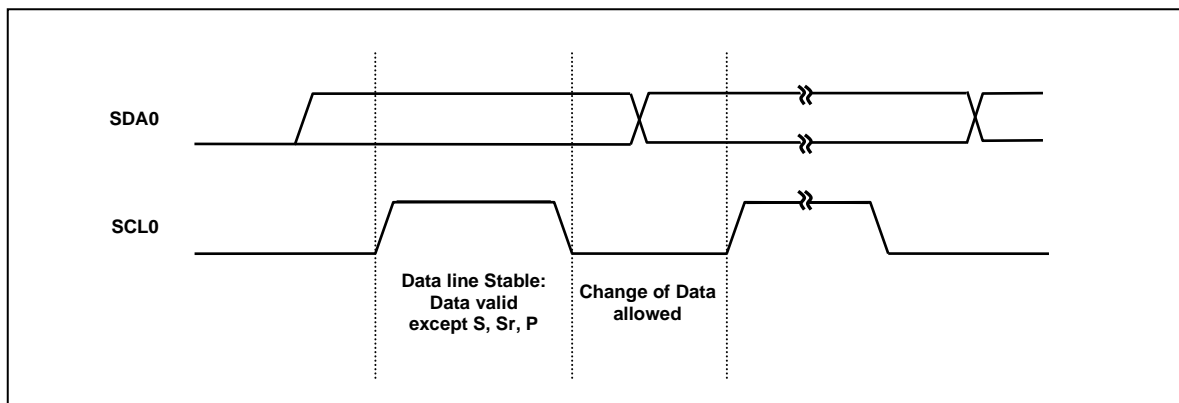 SDA0
SCL0
Data line Stable:
Data valid
except S, Sr, P
Change of Data
allowed